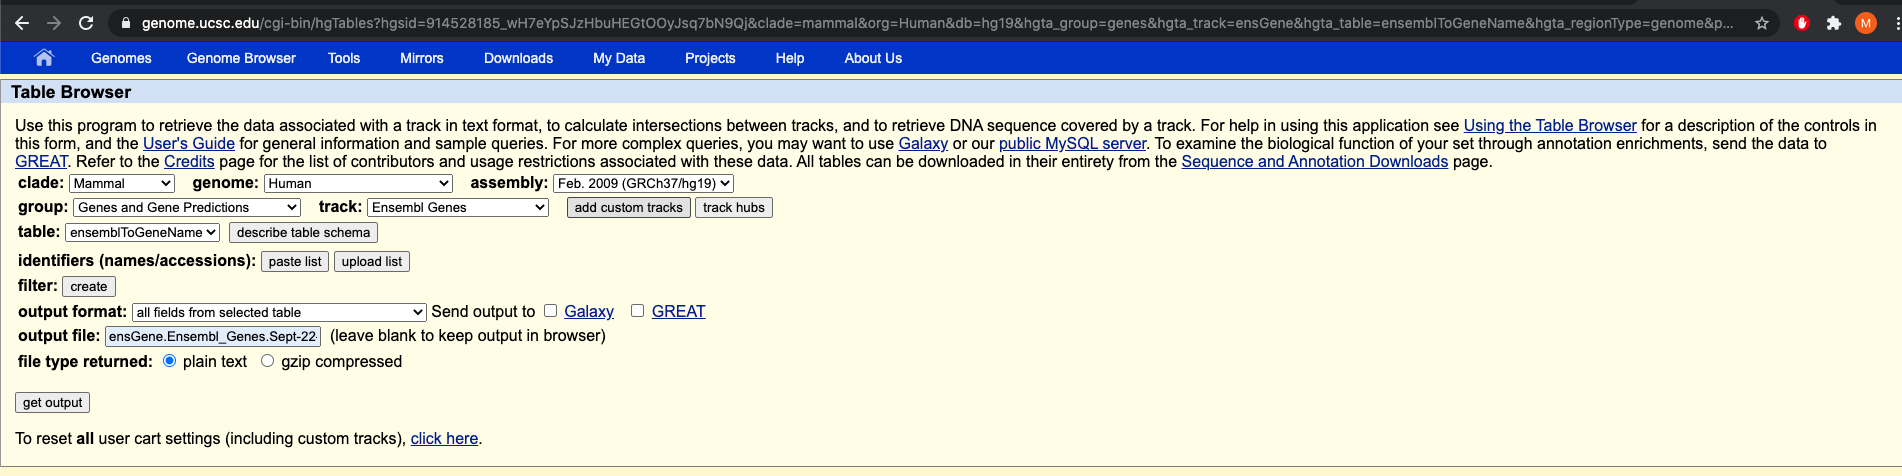 genome.ucsc.edu/cgi-bin/hgTables?hgsid=914528185_wH7eYpSJzHbuHEGtOOyJsq7bN9Qj&clade=mammal&org=Human&db=hg19&hgta_group=genes&hgta_track=ensGene&hgta_table=ensemblToGeneName&hgta_regionType=genome&p... M
Genomes Genome Browser Tools Mirrors Downloads My Data Projects Help About Us
Table Browser
Use this program to retrieve the data associated with a track in text format, to calculate intersections between tracks, and to retrieve DNA sequence covered by a track. For help in using this application see Using the Table Browser for a description of the controls in
this form, and the User's Guide for general information and sample queries. For more complex queries, you may want to use Galaxy or our public MySQL server. To examine the biological function of your set through annotation enrichments, send the data to
GREAT. Refer to the Credits page for the list of contributors and usage restrictions associated with these data. All tables can be downloaded in their entirety from the Sequence and Annotation Downloads page.
clade: Mammal genome: Human assembly: Feb. 2009 (GRCh37/hg19)
group: Genes and Gene Predictions track: Ensembl Genes add custom tracks track hubs
table: ensemblToGeneName describe table schema
identifiers (names/accessions): paste list upload list
filter: create
output format: all fields from selected table Send output to Galaxy GREAT
output file: ensGene.Ensembl_Genes.Sept-22- (leave blank to keep output in browser)
file type returned: plain text gzip compressed
get output
To reset all user cart settings (including custom tracks), click here.